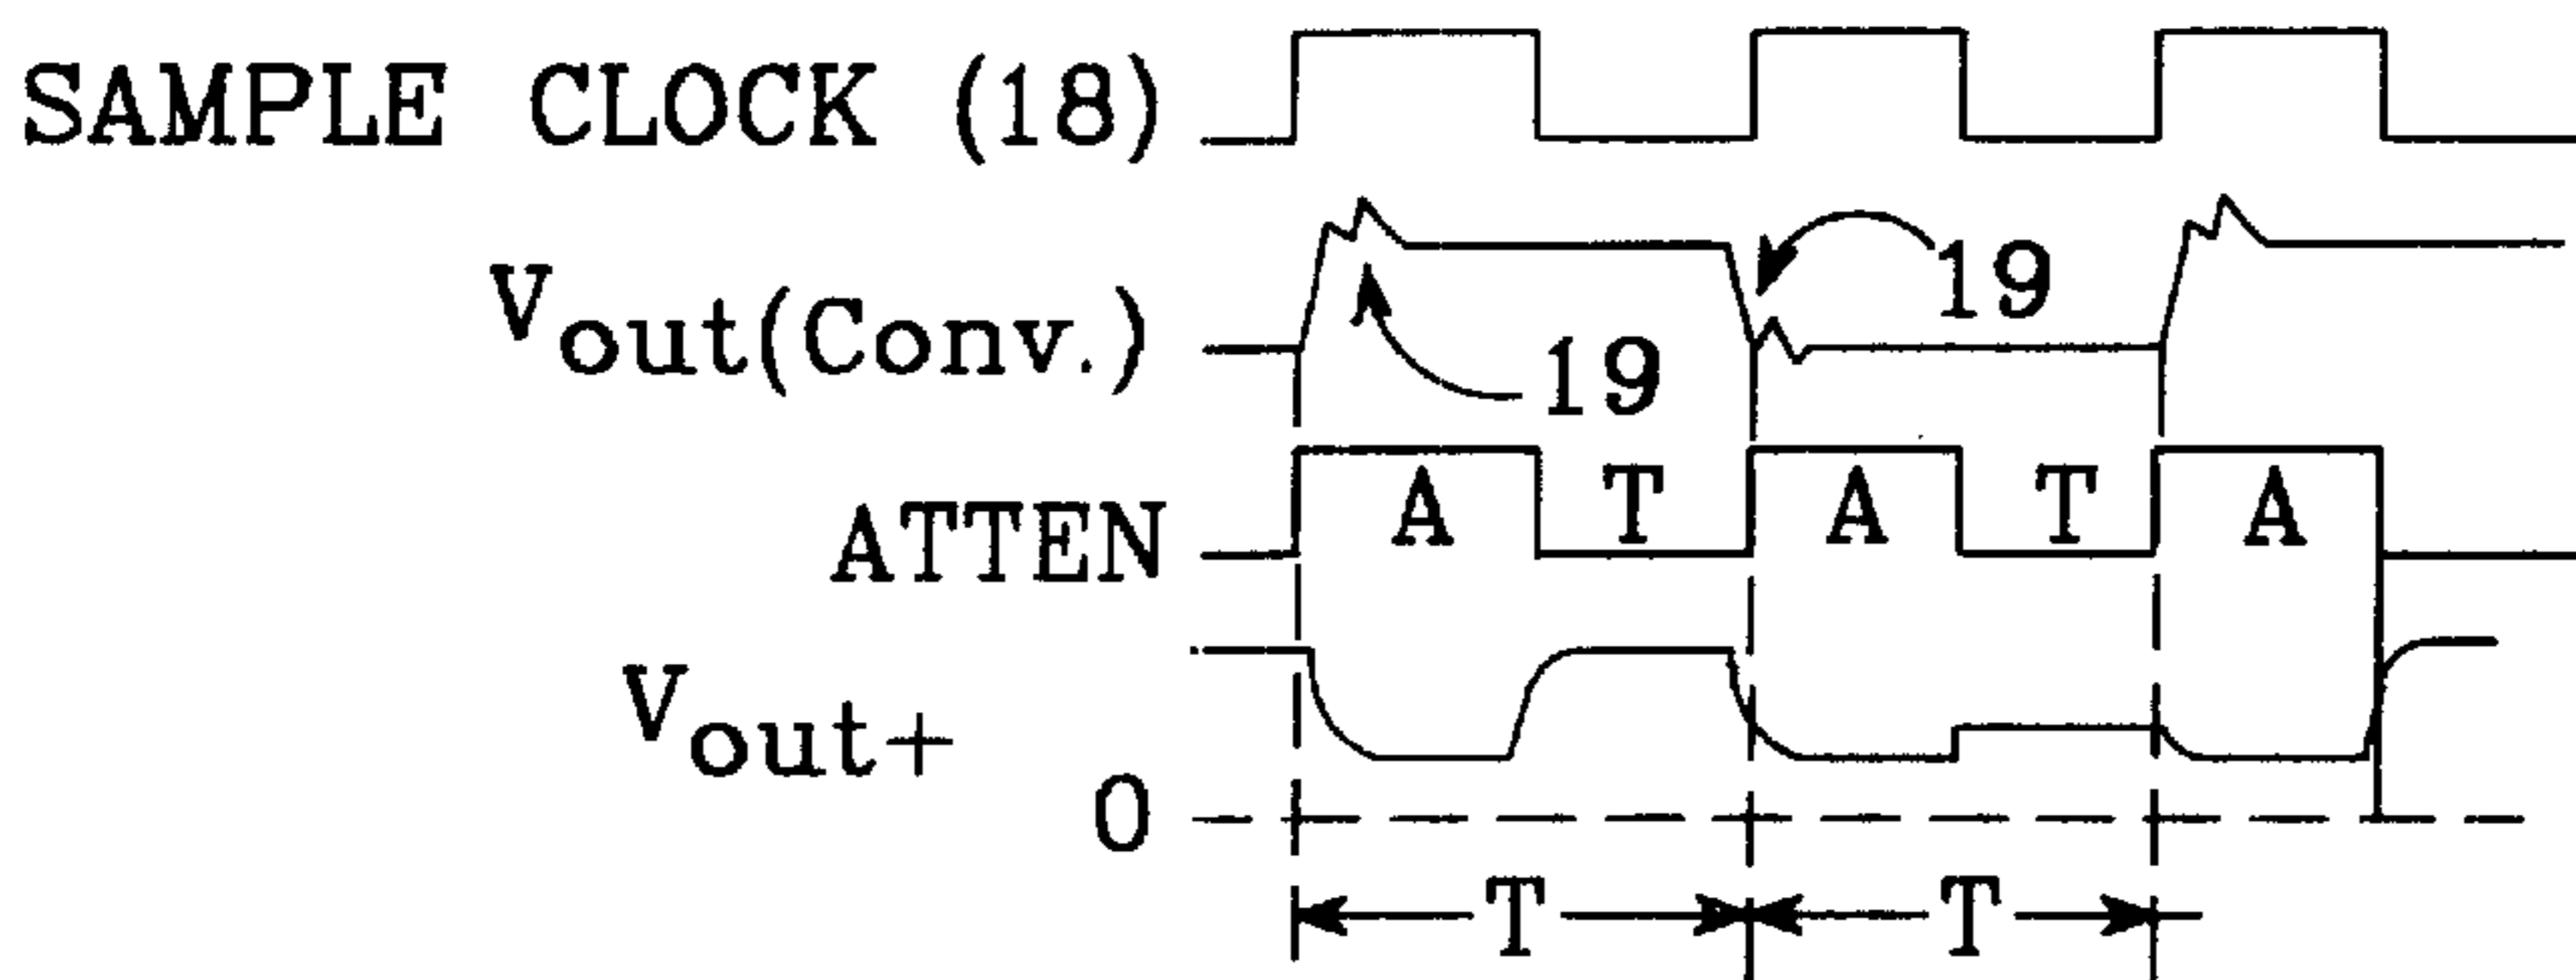 SAMPLE CLOCK (18)
Vout(Conv.)
19
19
ATTEN
A T A T A
Vout+
0
T T